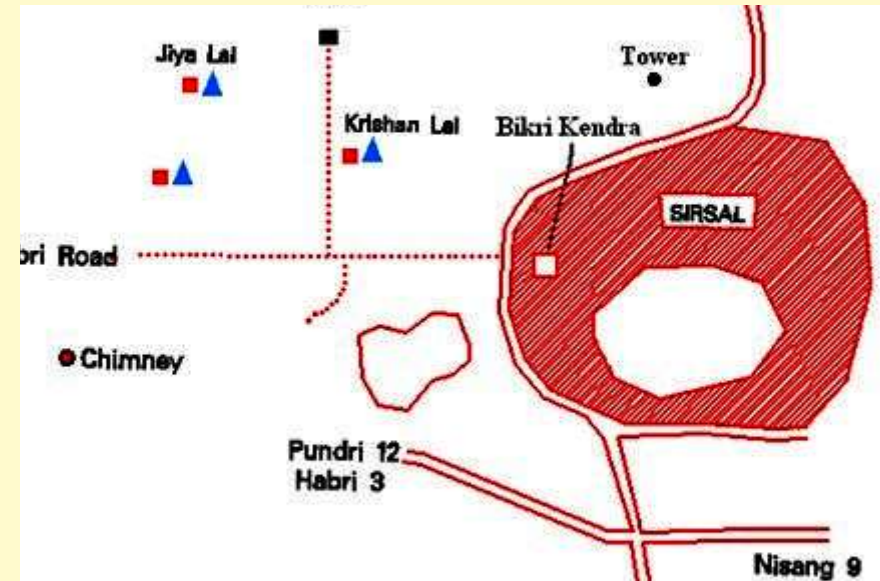 Jiya Lal
Tower
Krishan Lal
Bikri Kendra
SIRSAL
Road
Chimney
Pundri 12
Habri 3
Nisang 9